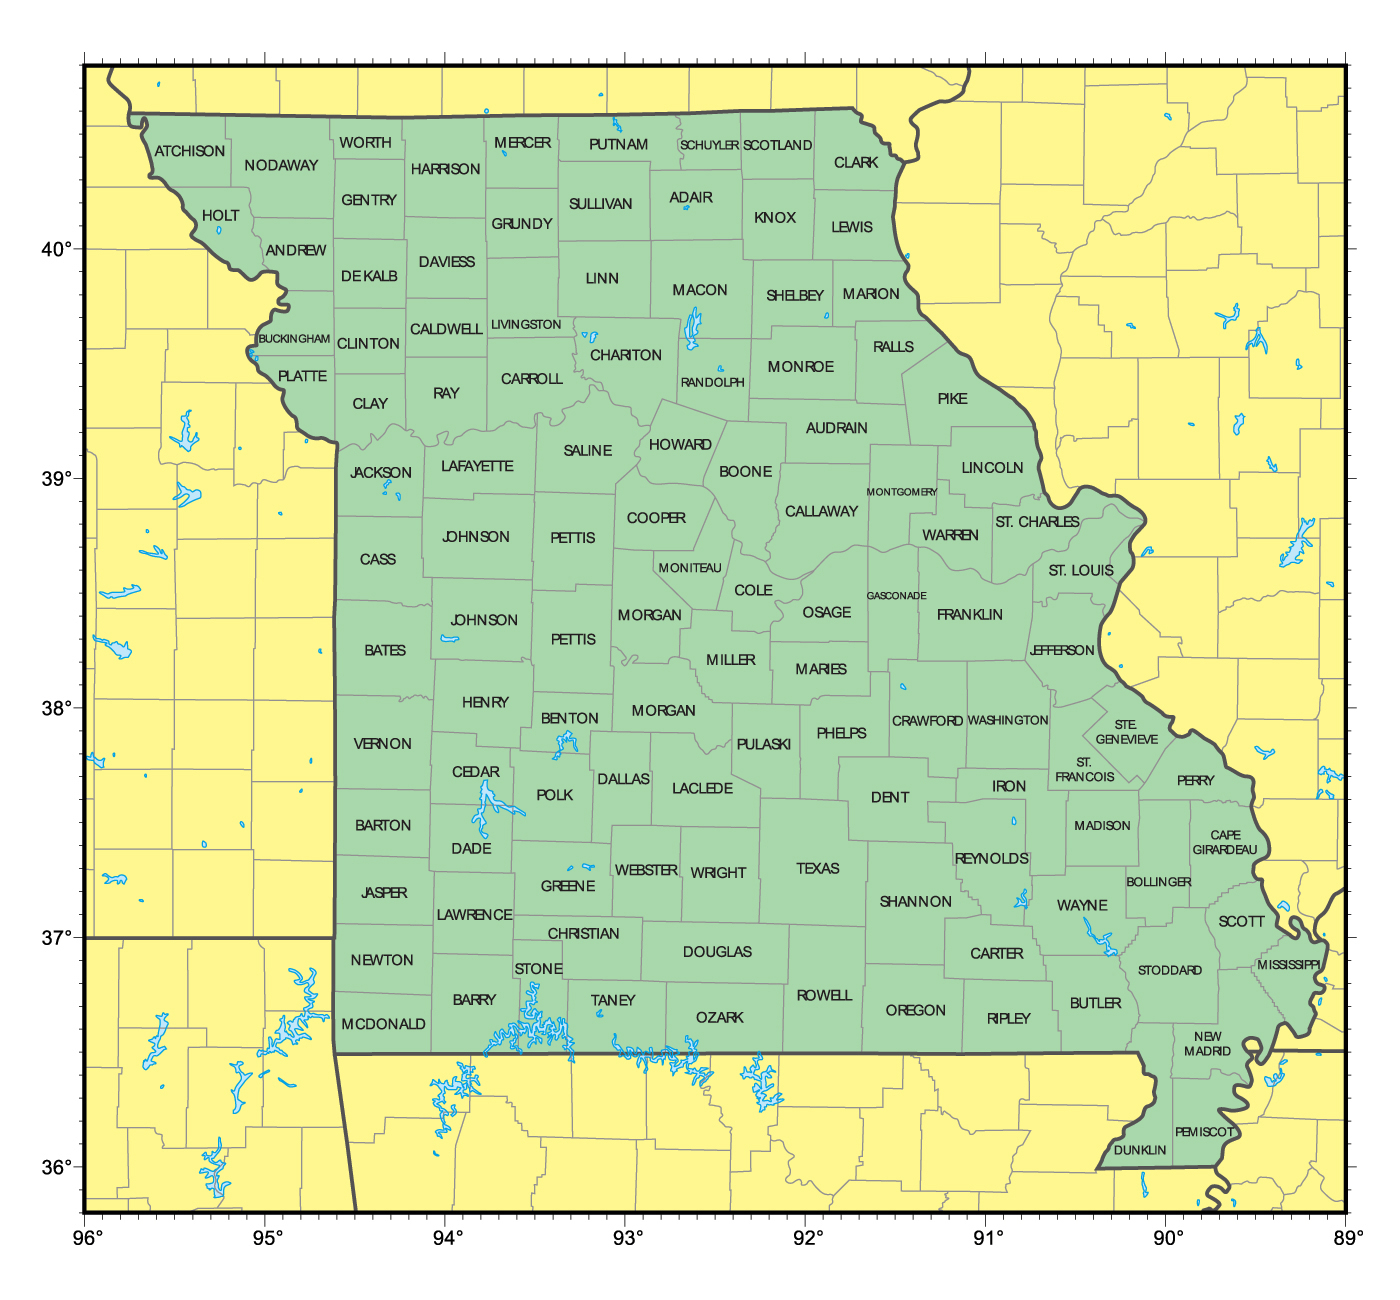 ATCHISON
NODAWAY
WORTH
HARRISON
MERCER
PUTNAM
SCHUYLER
SCOTLAND
CLARK
HOLT
GENTRY
GRUNDY
SULLIVAN
ADAIR
KNOX
LEWIS
40°
ANDREW
DE KALB
DAVIESS
LINN
MACON
SHELBEY
MARION
BUCKINGHAM
CLINTON
CALDWELL
LIVINGSTON
CHARITON
RANDOLPH
MONROE
RALLS
PLATTE
CLAY
RAY
CARROLL
PIKE
HOWARD
AUDRAIN
39°
JACKSON
LAFAYETTE
SALINE
BOONE
LINCOLN
COOPER
CALLAWAY
MONTGOMERY
WARREN
ST. CHARLES
CASS
JOHNSON
PETTIS
MONITEAU
COLE
ST. LOUIS
OSAGE
GASCONADE
FRANKLIN
BATES
JOHNSON
PETTIS
MORGAN
MILLER
MARIES
JEFFERSON
38°
HENRY
BENTON
MORGAN
PULASKI
PHELPS
CRAWFORD
WASHINGTON
STE.
GENEVIEVE
VERNON
CEDAR
POLK
DALLAS
LACLEDE
DENT
IRON
ST.
FRANCOIS
PERRY
BARTON
DADE
MADISON
CAPE
GIRARDEAU
JASPER
GREENE
WEBSTER
WRIGHT
TEXAS
REYNOLDS
BOLLINGER
LAWRENCE
SHANNON
WAYNE
SCOTT
37°
CHRISTIAN
NEWTON
STONE
DOUGLAS
CARTER
STODDARD
MISSISSIPPI
BARRY
TANEY
ROWELL
BUTLER
MCDONALD
OZARK
OREGON
RIPLEY
NEW
MADRID
PEMISCOT
DUNKLIN
36°
96°
95°
94°
93°
92°
91°
90°
89°